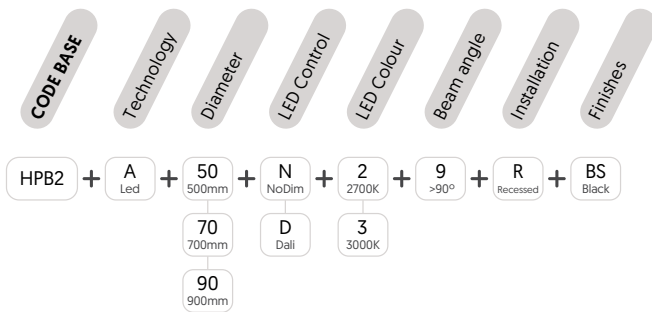 CODE BASE
Technology
Diameter
LED Control
LED Colour
Beam angle
Installation
Finishes
HPB2 + A + 50 + N + 2 + 9 + R + BS
Led 500mm NoDim 2700K >90º Recessed Black
70 D 3
700mm Dali 3000K
90
900mm